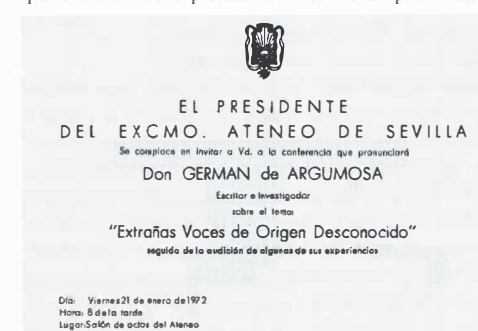 EL PRESIDENTE
DEL EXCMO. ATENEO DE SEVILLA
Se complace en invitar a Vd. a la conferencia que pronunciará
Don GERMAN de ARGUMOSA
Escritor e Investigador
sobre el tema:
"Extrañas Voces de Origen Desconocido"
seguida de la audición de algunas de sus experiencias
Día: Viernes 21 de enero de 1972
Hora: 8 de la tarde
Lugar: Salón de actos del Ateneo